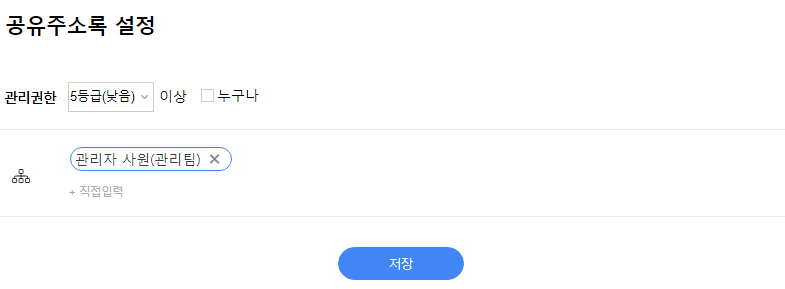 공유주소록 설정
관리권한 5등급(낮음) 이상 누구나
관리자 사원(관리팀)
+ 직접입력
저장